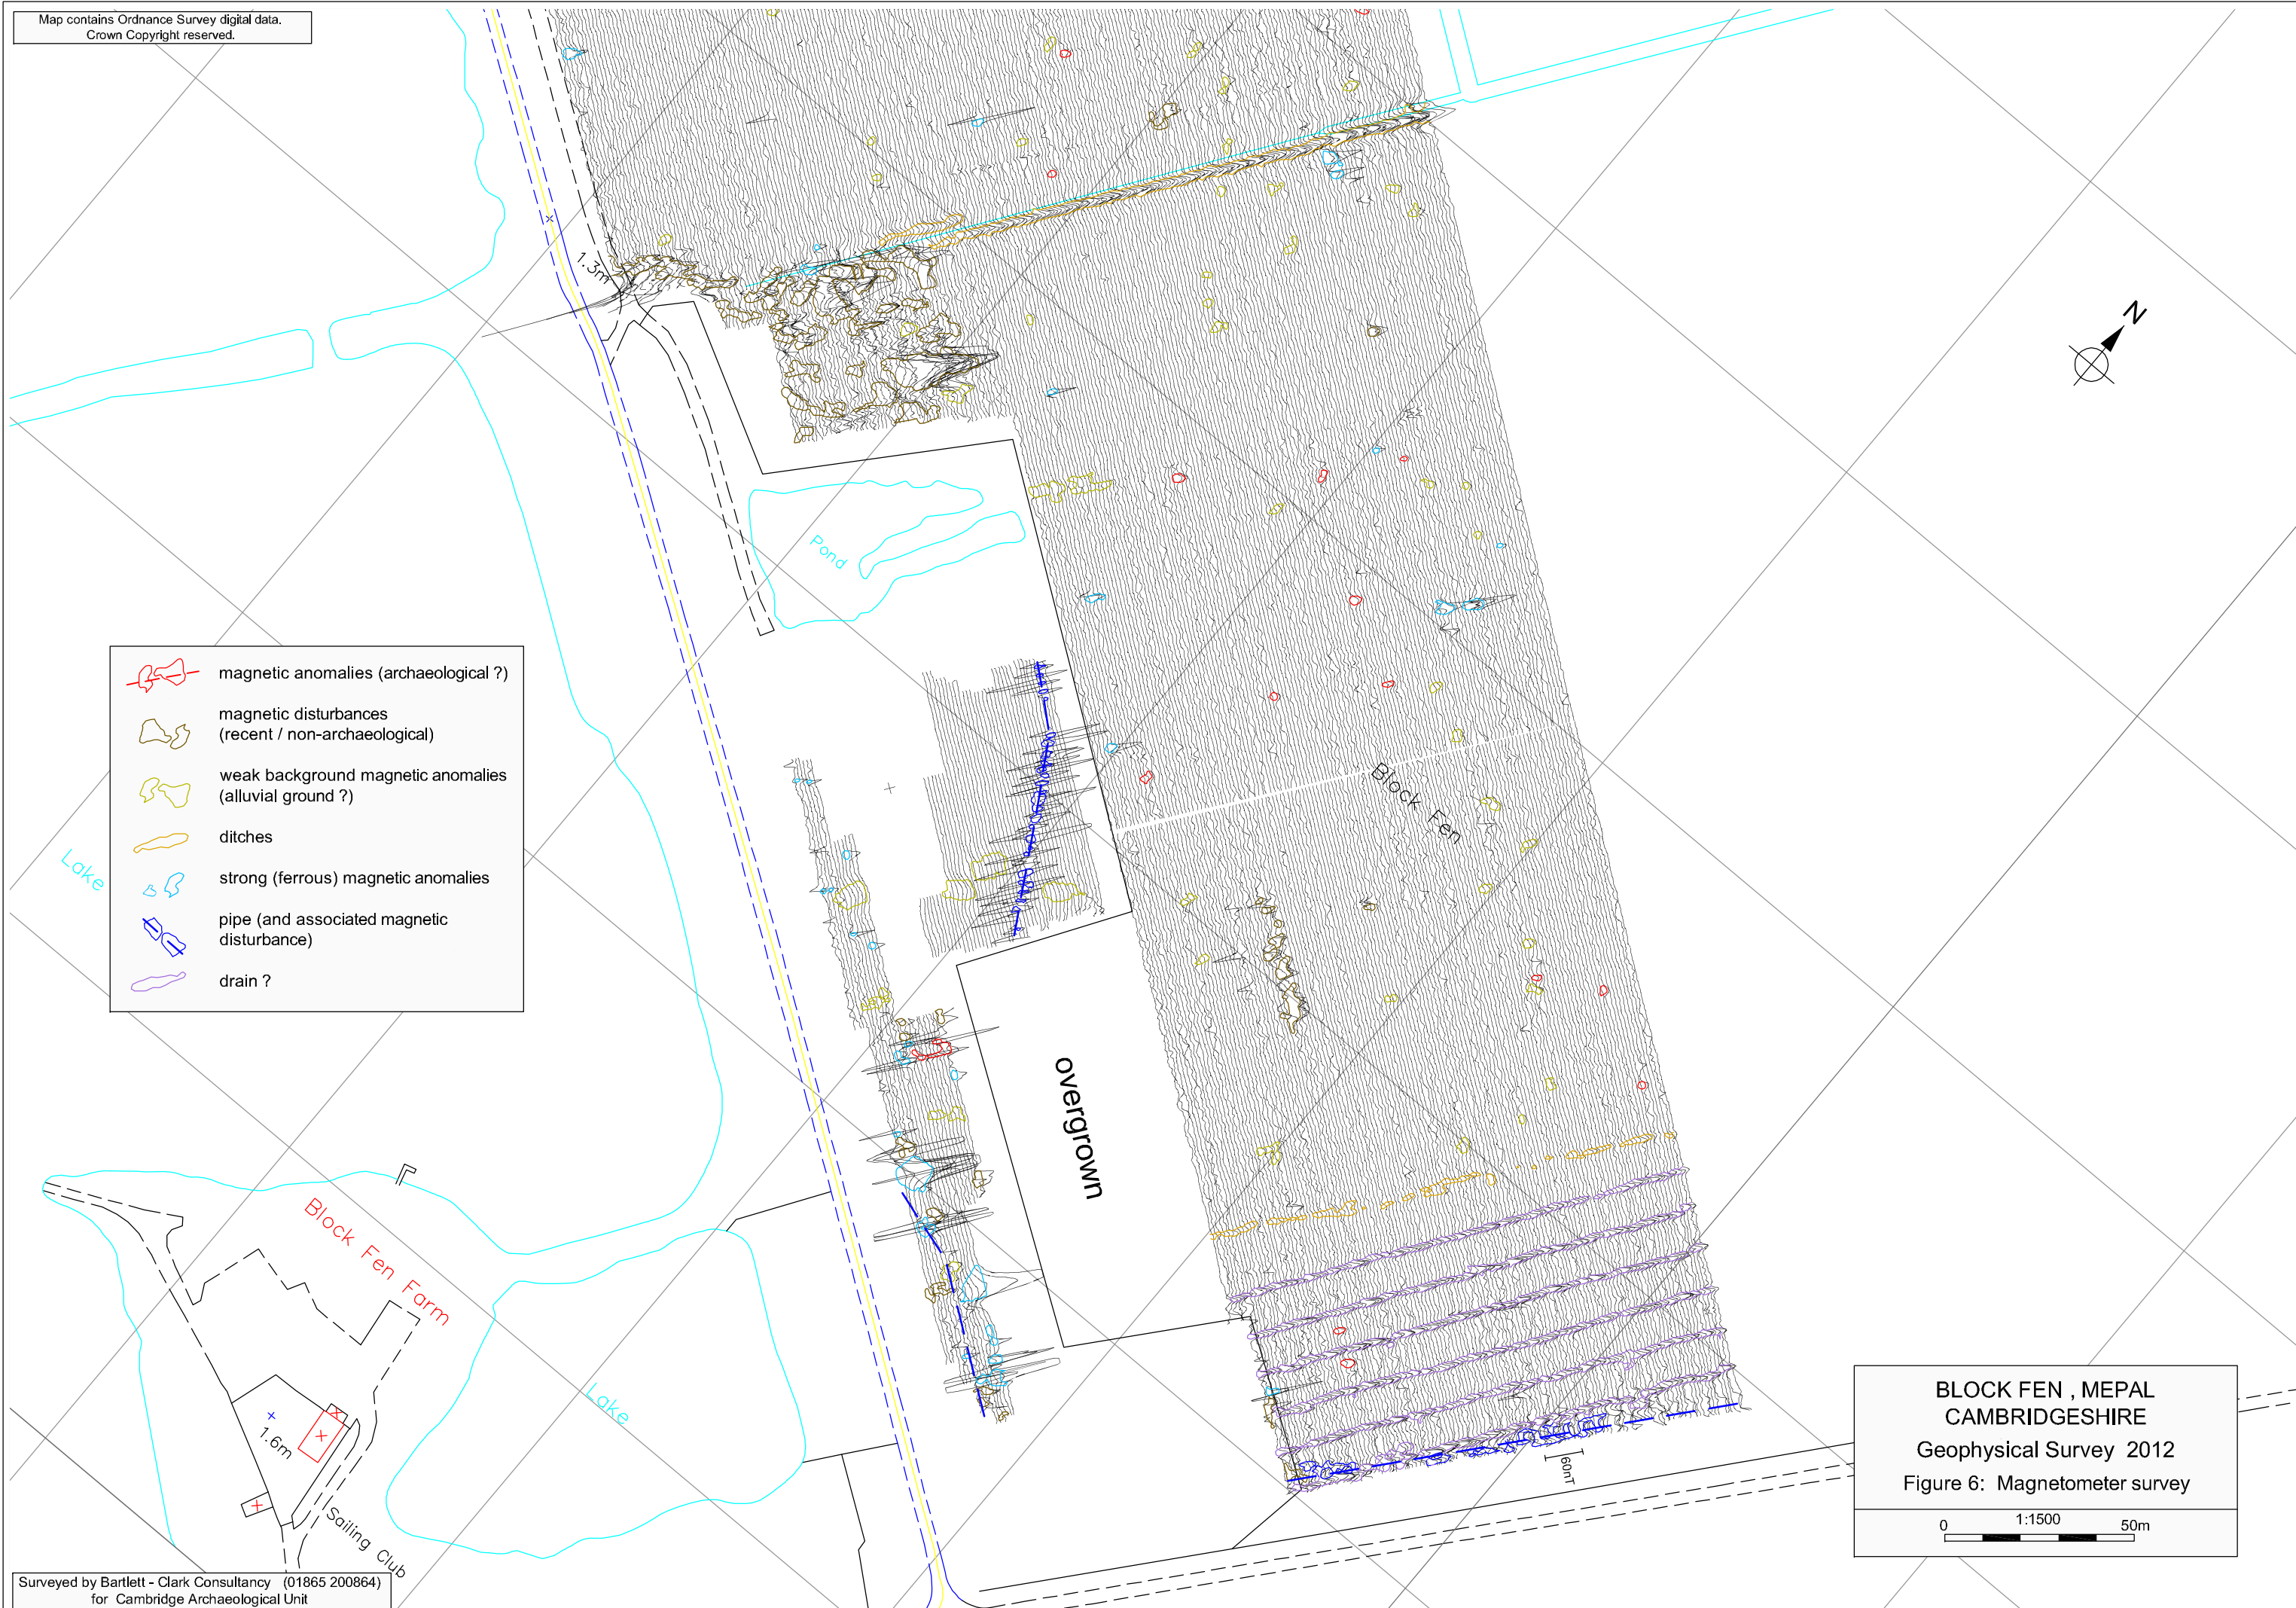 Map contains Ordnance Survey digital data.
Crown Copyright reserved.
1.3m
N
Pond
magnetic anomalies (archaeological ?)
magnetic disturbances
(recent / non-archaeological)
weak background magnetic anomalies
(alluvial ground ?)
ditches
strong (ferrous) magnetic anomalies
pipe (and associated magnetic
disturbance)
drain ?
Lake
Block Fen
overgrown
Block Fen Farm
Lake
1.6m
Sailing Club
60nT
BLOCK FEN , MEPAL
CAMBRIDGESHIRE
Geophysical Survey 2012
Figure 6: Magnetometer survey
1:1500
0 50m
Surveyed by Bartlett - Clark Consultancy (01865 200864)
for Cambridge Archaeological Unit